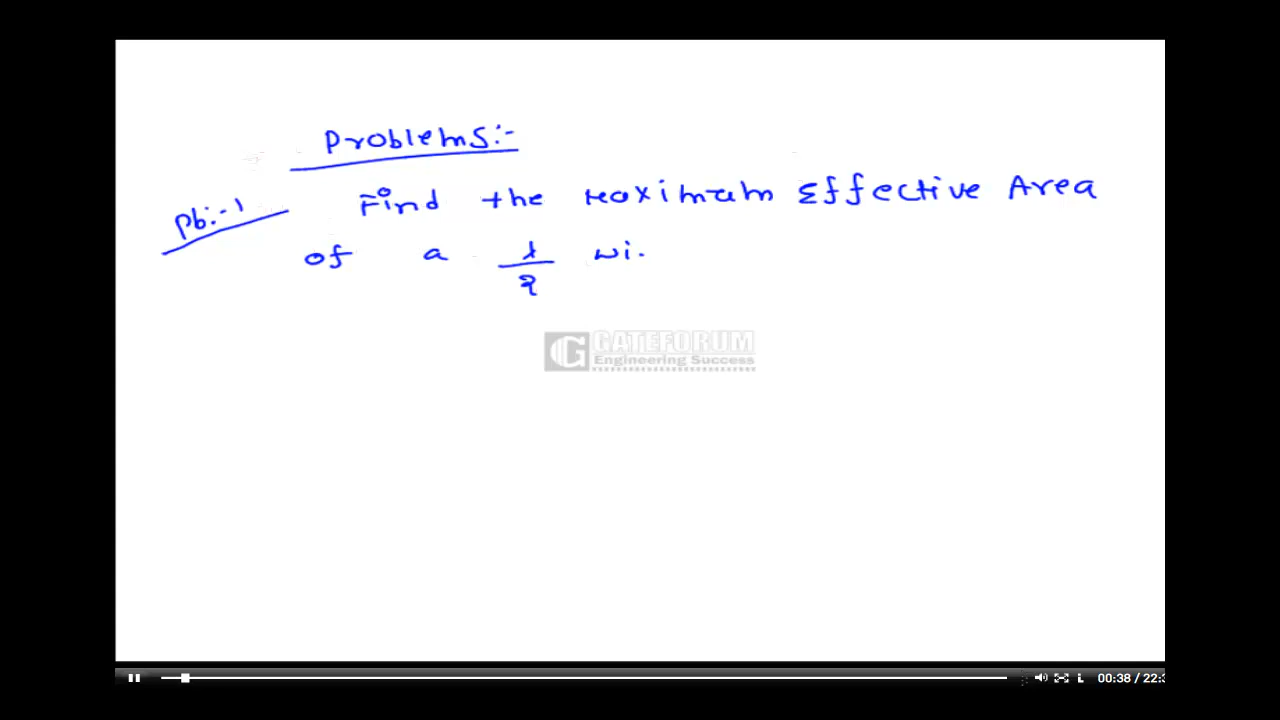 Problems:-
Pb:-1 Find the Maximum Effective Area
of a λ/2 wi.
GATEFORUM
Engineering Success
00:38 / 22:3